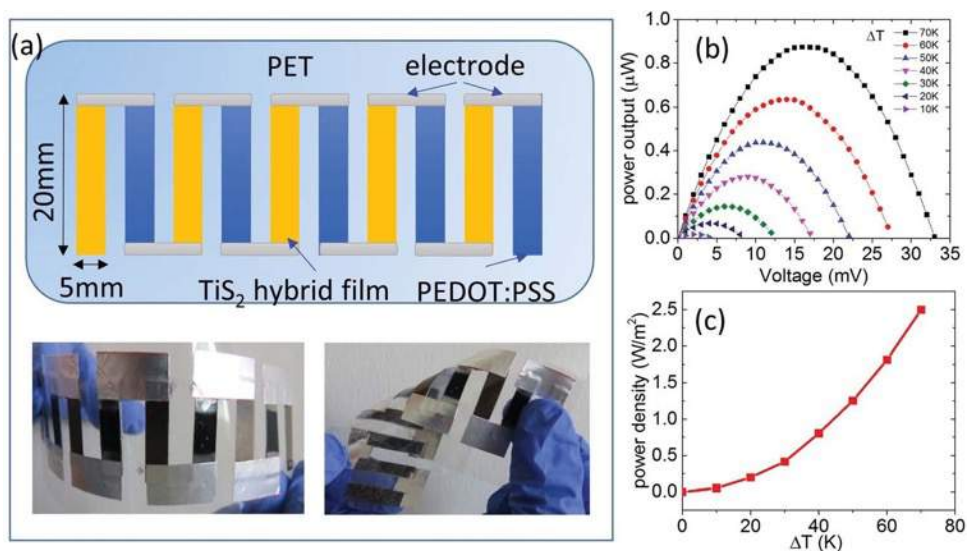 (a)
PET
electrode
20mm
5mm
TiS₂ hybrid film
PEDOT:PSS
(b)
ΔT
70K
60K
50K
40K
30K
20K
10K
power output (μW)
1.0
0.8
0.6
0.4
0.2
0.0
0 5 10 15 20 25 30 35
Voltage (mV)
(c)
power density (W/m²)
2.5
2.0
1.5
1.0
0.5
0.0
0 20 40 60 80
ΔT (K)